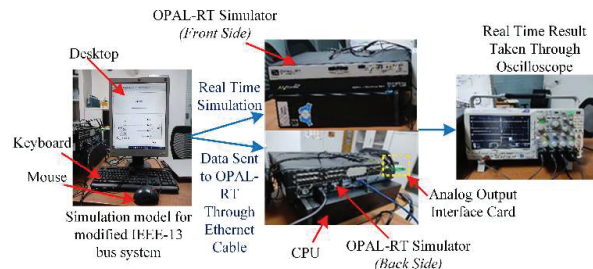 OPAL-RT Simulator
(Front Side)
Desktop
Real Time Result
Taken Through
Oscilloscope
Real Time
Simulation
Keyboard
Mouse
Data Sent
to OPAL-
RT
Through
Ethernet
Cable
Analog Output
Interface Card
Simulation model for
modified IEEE-13
bus system
CPU
OPAL-RT Simulator
(Back Side)